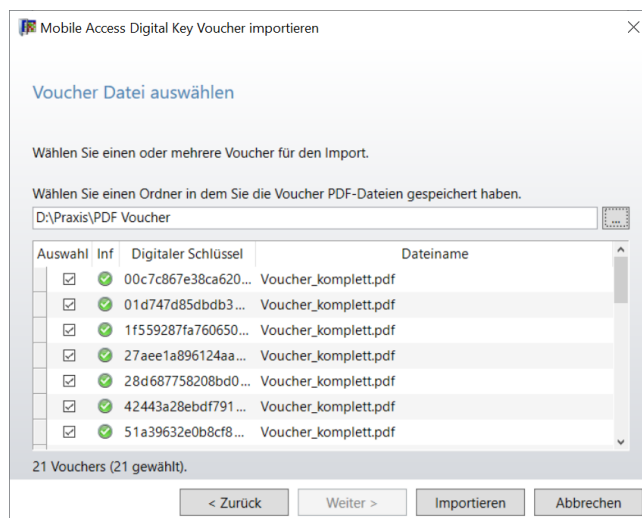 Mobile Access Digital Key Voucher importieren
Voucher Datei auswählen
Wählen Sie einen oder mehrere Voucher für den Import.
Wählen Sie einen Ordner in dem Sie die Voucher PDF-Dateien gespeichert haben.
D:\Praxis\PDF Voucher ...
Auswahl Inf Digitaler Schlüssel Dateiname
00c7c867e38ca620... Voucher_komplett.pdf
01d747d85dbdb3... Voucher_komplett.pdf
1f559287fa760650... Voucher_komplett.pdf
27aee1a896124aa... Voucher_komplett.pdf
28d687758208bd0... Voucher_komplett.pdf
42443a28ebdf791... Voucher_komplett.pdf
51a39632e0b8cf8... Voucher_komplett.pdf
21 Vouchers (21 gewählt).
< Zurück Weiter > Importieren Abbrechen